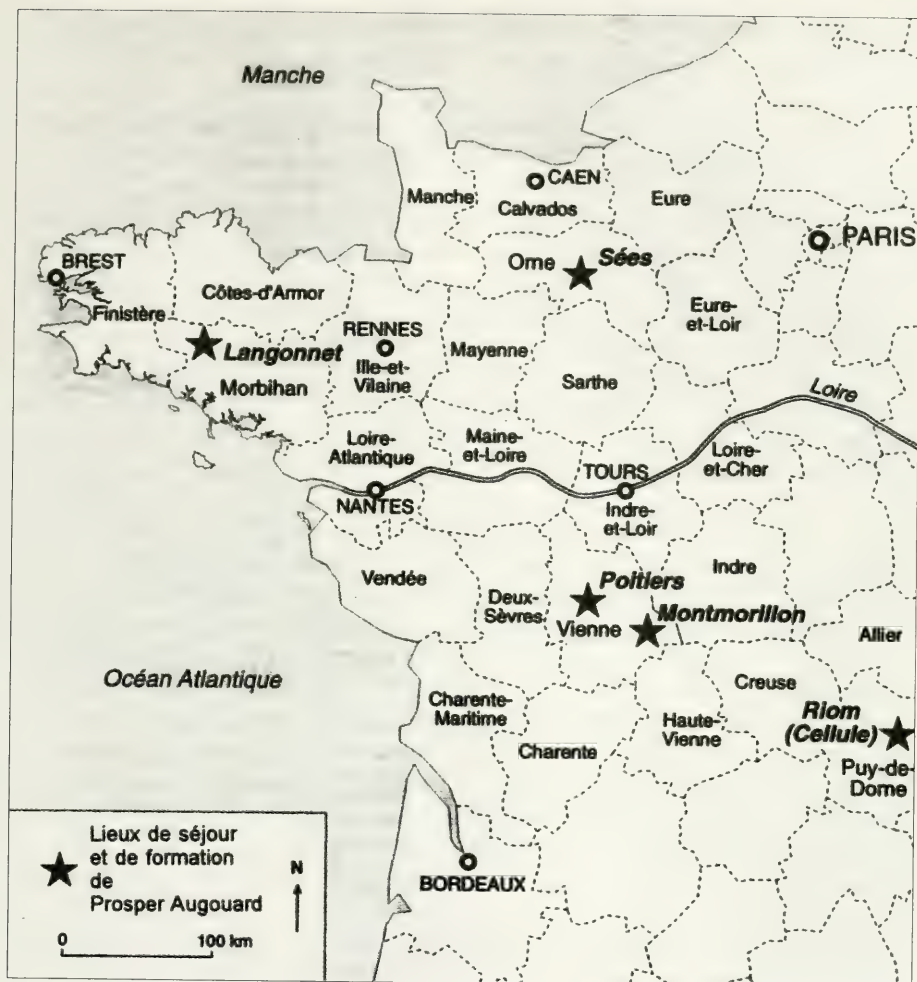 Manche
CAEN
Manche
Calvados
Eure
PARIS
Orne
Sées
BREST
Côtes-d'Armor
Eure-
et-Loir
Finistère
RENNES
Langonnet
Ille-et-
Vilaine
Mayenne
Sarthe
Morbihan
Loire
Loire-
Atlantique
Maine-
et-Loire
TOURS
Loire-
et-Cher
NANTES
Indre-
et-Loir
Vendée
Poitiers
Indre
Deux-
Sèvres
Vienne
Montmorillon
Allier
Océan Atlantique
Creuse
Charente-
Maritime
Haute-
Vienne
Riom
(Cellule)
Charente
Puy-de-
Dome
BORDEAUX
Lieux de séjour
et de formation
de
Prosper Augouard
N
0 100 km